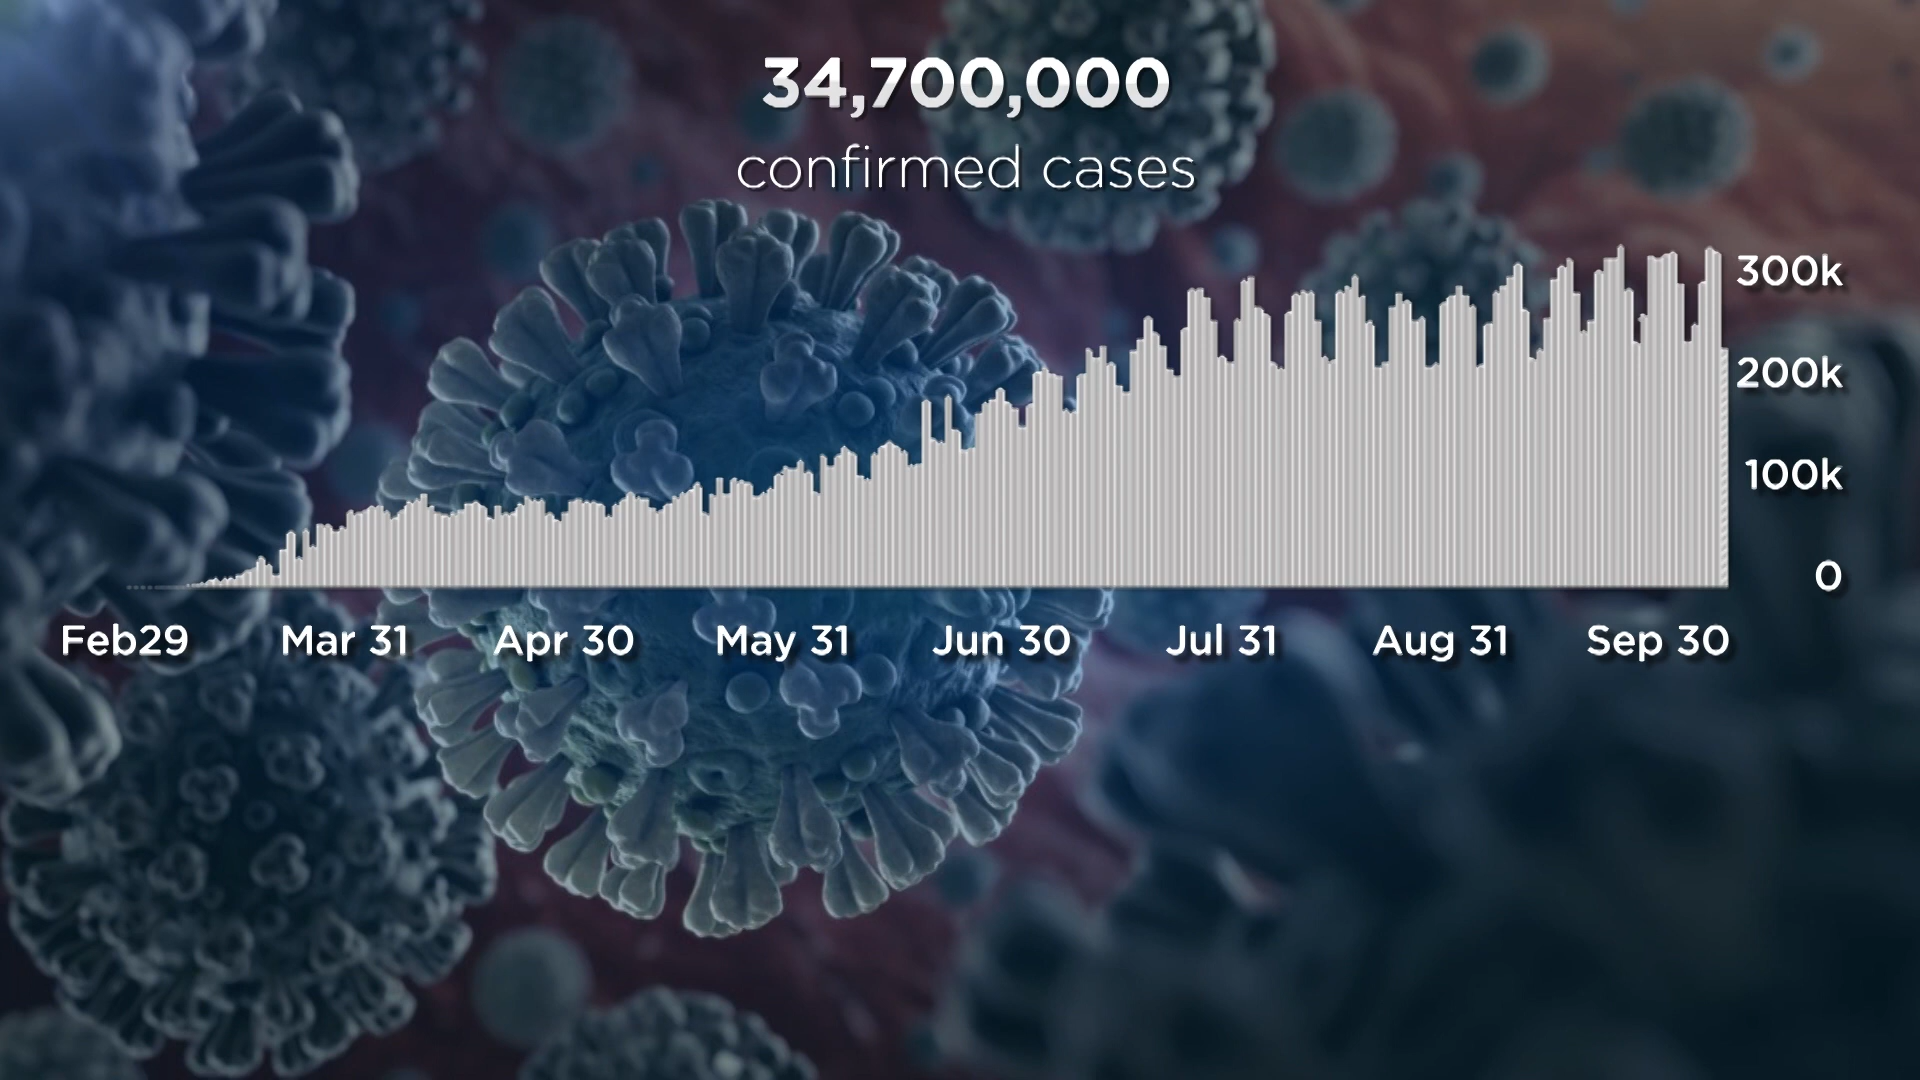 34,700,000
confirmed cases
300k
200k
100k
0
Feb29 Mar 31 Apr 30 May 31 Jun 30 Jul 31 Aug 31 Sep 30